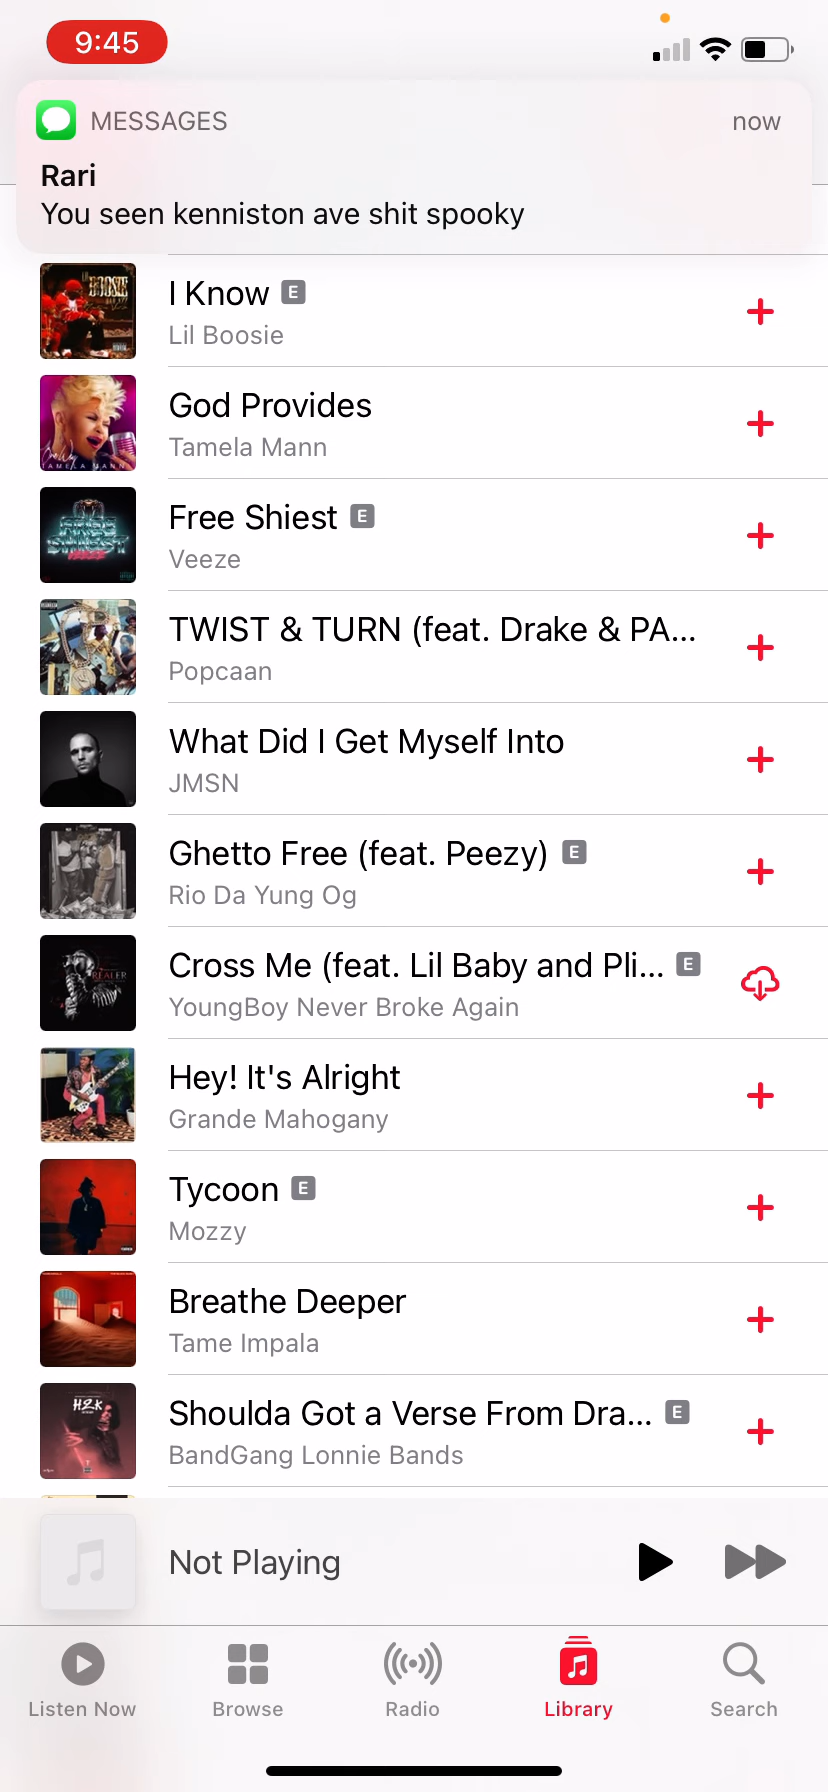 9:45
MESSAGES
now
Rari
You seen kenniston ave shit spooky
I Know E
Lil Boosie
God Provides
Tamela Mann
Free Shiest E
Veeze
TWIST & TURN (feat. Drake & PA...
Popcaan
What Did I Get Myself Into
JMSN
Ghetto Free (feat. Peezy) E
Rio Da Yung Og
REALER
Cross Me (feat. Lil Baby and Pli... E
YoungBoy Never Broke Again
Hey! It's Alright
Grande Mahogany
Tycoon E
Mozzy
Breathe Deeper
Tame Impala
H2K
Shoulda Got a Verse From Dra... E
BandGang Lonnie Bands
Not Playing
Listen Now
Browse
Radio
Library
Search